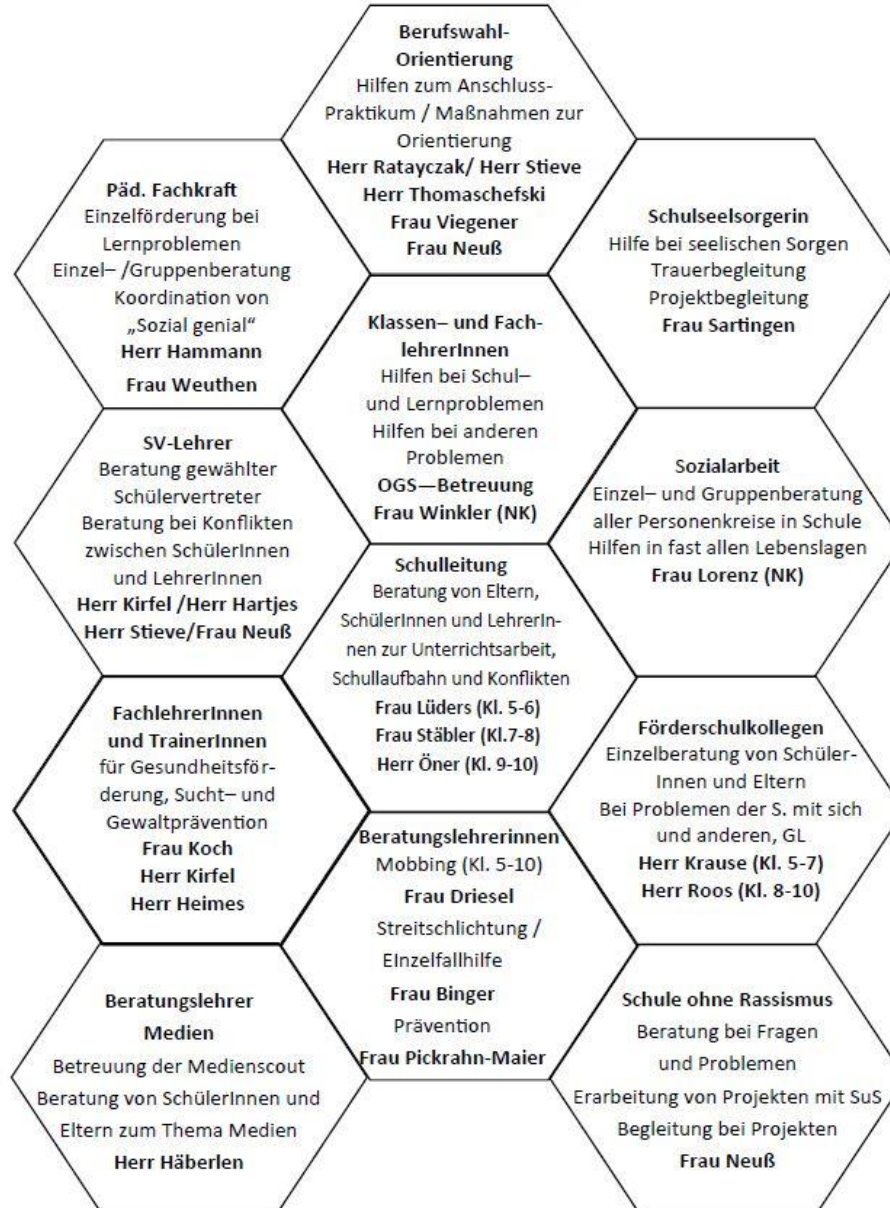 Berufswahl-
Orientierung
Hilfen zum Anschluss-
Praktikum / Maßnahmen zur
Orientierung
Herr Ratayczak/ Herr Stieve
Herr Thomaschefski
Frau Viegener
Frau Neuß
Päd. Fachkraft
Einzelförderung bei
Lernproblemen
Einzel– /Gruppenberatung
Koordination von
„Sozial genial“
Herr Hammann
Frau Weuthen
Schulseelsorgerin
Hilfe bei seelischen Sorgen
Trauerbegleitung
Projektbegleitung
Frau Sartingen
Klassen– und Fach-
lehrerInnen
Hilfen bei Schul–
und Lernproblemen
Hilfen bei anderen
Problemen
OGS—Betreuung
Frau Winkler (NK)
SV-Lehrer
Beratung gewählter
Schülervertreter
Beratung bei Konflikten
zwischen SchülerInnen
und LehrerInnen
Herr Kirfel /Herr Hartjes
Herr Stieve/Frau Neuß
Sozialarbeit
Einzel– und Gruppenberatung
aller Personenkreise in Schule
Hilfen in fast allen Lebenslagen
Frau Lorenz (NK)
Schulleitung
Beratung von Eltern,
SchülerInnen und LehrerIn-
nen zur Unterrichtsarbeit,
Schullaufbahn und Konflikten
Frau Lüders (Kl. 5-6)
Frau Stäbler (Kl.7-8)
Herr Öner (Kl. 9-10)
FachlehrerInnen
und TrainerInnen
für Gesundheitsför-
derung, Sucht– und
Gewaltprävention
Frau Koch
Herr Kirfel
Herr Heimes
Förderschulkollegen
Einzelberatung von Schüler-
Innen und Eltern
Bei Problemen der S. mit sich
und anderen, GL
Herr Krause (Kl. 5-7)
Herr Roos (Kl. 8-10)
Beratungslehrerinnen
Mobbing (Kl. 5-10)
Frau Driesel
Streitschlichtung /
EInzelfallhilfe
Frau Binger
Prävention
Frau Pickrahn-Maier
Beratungslehrer
Medien
Betreuung der Medienscout
Beratung von SchülerInnen und
Eltern zum Thema Medien
Herr Häberlen
Schule ohne Rassismus
Beratung bei Fragen
und Problemen
Erarbeitung von Projekten mit SuS
Begleitung bei Projekten
Frau Neuß